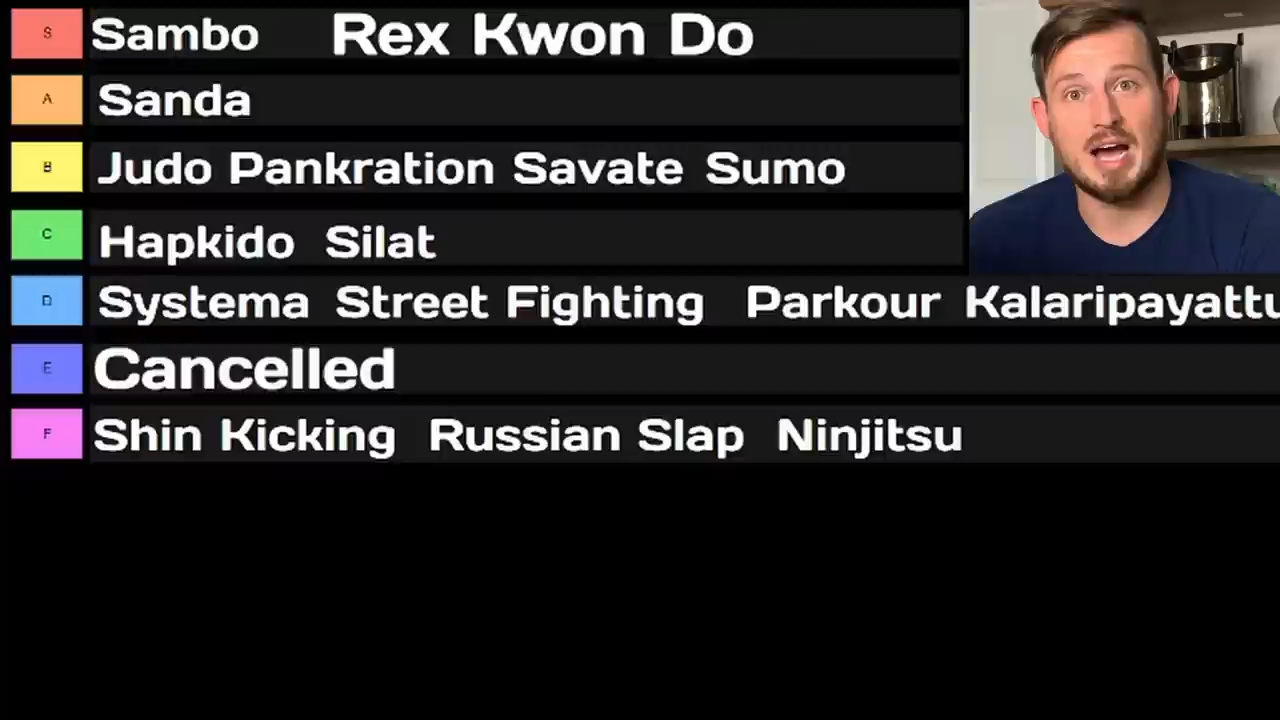 S Sambo Rex Kwon Do
A Sanda
B Judo Pankration Savate Sumo
C Hapkido Silat
D Systema Street Fighting Parkour Kalaripayattu
E Cancelled
F Shin Kicking Russian Slap Ninjitsu